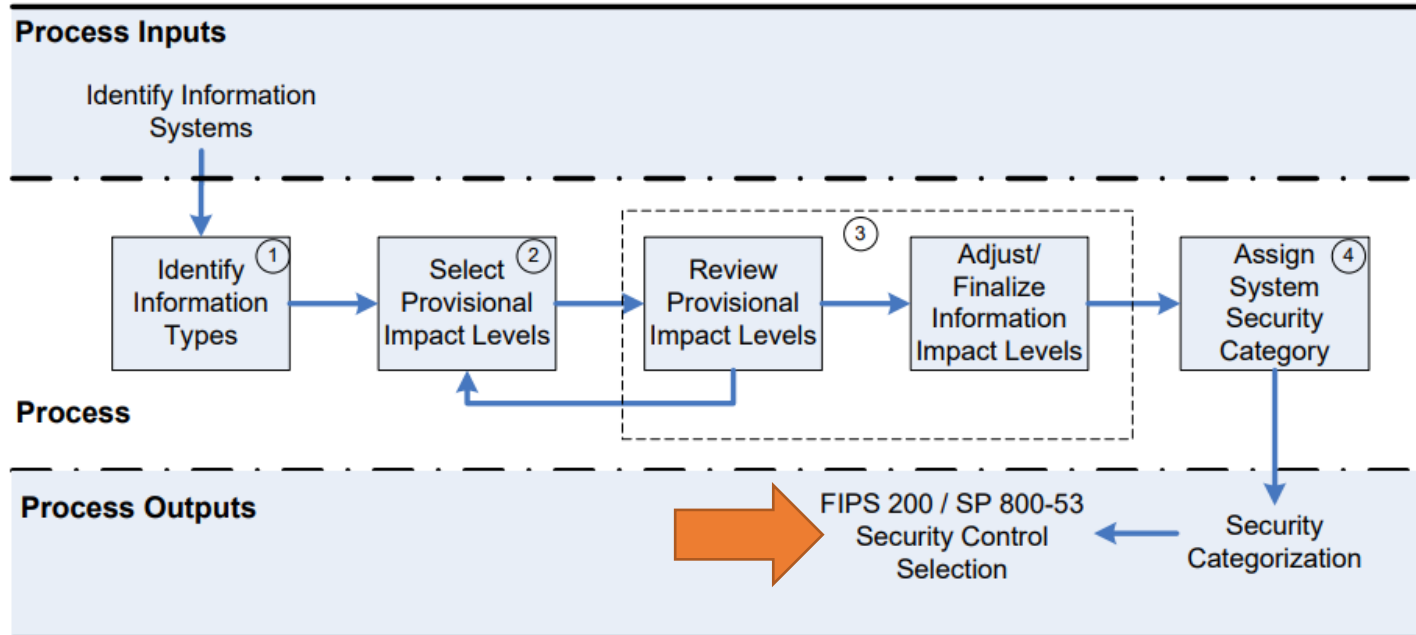 Process Inputs
Identify Information
Systems
1
Identify
Information
Types
2
Select
Provisional
Impact Levels
3
Review
Provisional
Impact Levels
Adjust/
Finalize
Information
Impact Levels
4
Assign
System
Security
Category
Process
Process Outputs
FIPS 200 / SP 800-53
Security Control
Selection
Security
Categorization